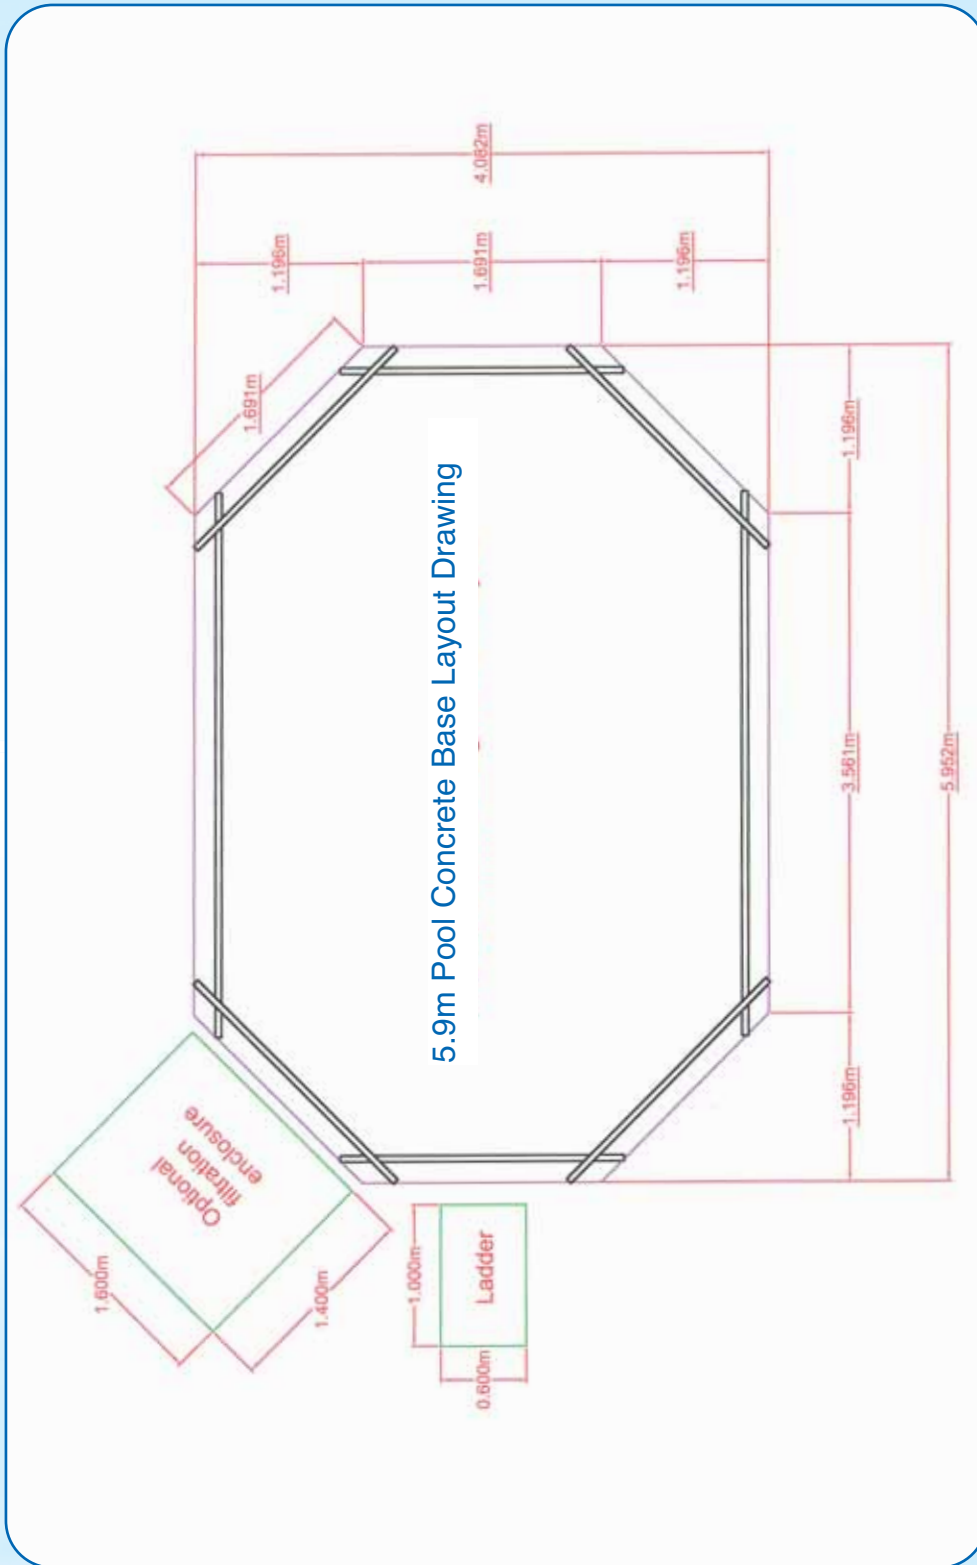 4.082m
1.196m
1.691m
1.196m
1.691m
5.9m Pool Concrete Base Layout Drawing
1.196m
3.561m
1.196m
5.952m
Optional
filtration
enclosure
1.600m
1.400m
Ladder
1.000m
0.600m